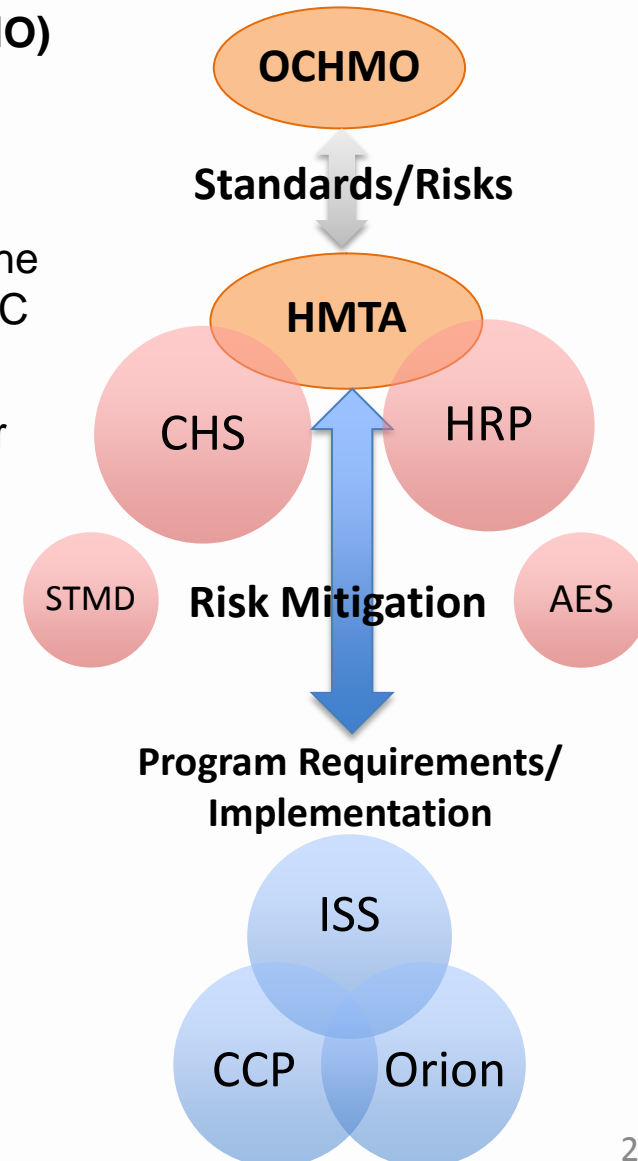 OCHMO
Standards/Risks
HMTA
CHS
HRP
STMD
Risk Mitigation
AES
Program Requirements/
Implementation
ISS
CCP
Orion
2